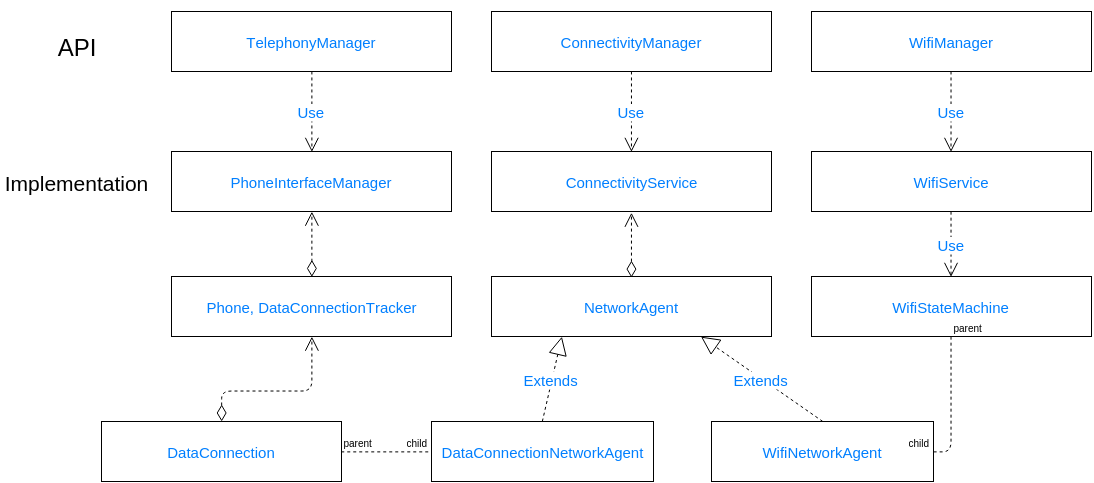 API
TelephonyManager
ConnectivityManager
WifiManager
Use
Use
Use
Implementation
PhoneInterfaceManager
ConnectivityService
WifiService
Use
Phone, DataConnectionTracker
NetworkAgent
WifiStateMachine
parent
Extends
Extends
DataConnection
parent
child
DataConnectionNetworkAgent
WifiNetworkAgent
child